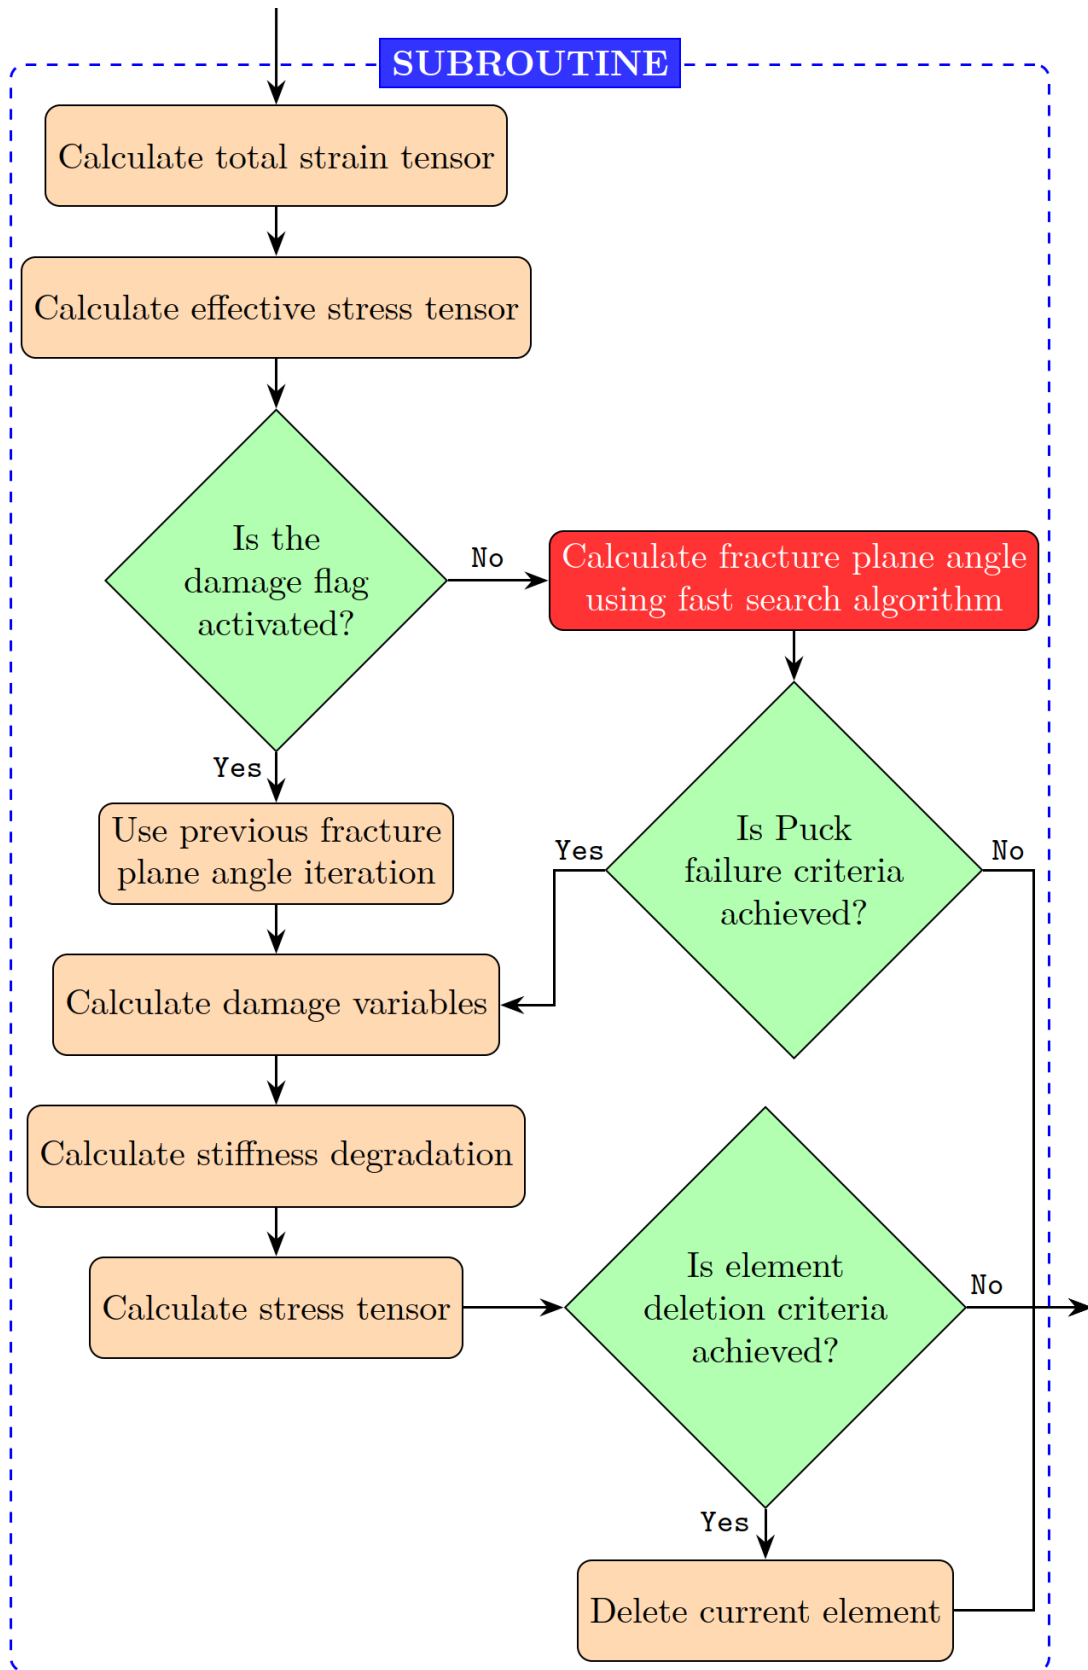 SUBROUTINE
Calculate total strain tensor
Calculate effective stress tensor
Is the
damage flag
activated?
No
Calculate fracture plane angle
using fast search algorithm
Yes
Use previous fracture
plane angle iteration
Is Puck
failure criteria
achieved?
Yes
No
Calculate damage variables
Calculate stiffness degradation
Calculate stress tensor
Is element
deletion criteria
achieved?
No
Yes
Delete current element